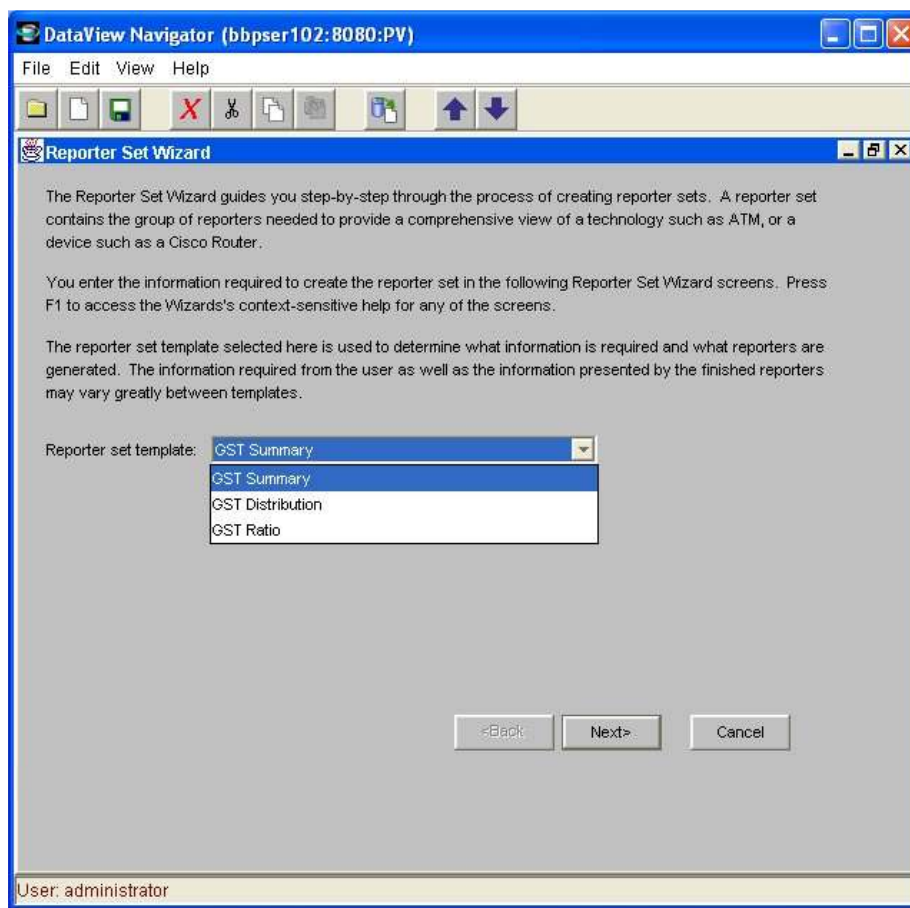 DataView Navigator (bbpser102:8080:PV)
File Edit View Help
Reporter Set Wizard
The Reporter Set Wizard guides you step-by-step through the process of creating reporter sets. A reporter set
contains the group of reporters needed to provide a comprehensive view of a technology such as ATM, or a
device such as a Cisco Router.
You enter the information required to create the reporter set in the following Reporter Set Wizard screens. Press
F1 to access the Wizards's context-sensitive help for any of the screens.
The reporter set template selected here is used to determine what information is required and what reporters are
generated. The information required from the user as well as the information presented by the finished reporters
may vary greatly between templates.
Reporter set template: GST Summary
GST Summary
GST Distribution
GST Ratio
<Back Next> Cancel
User: administrator